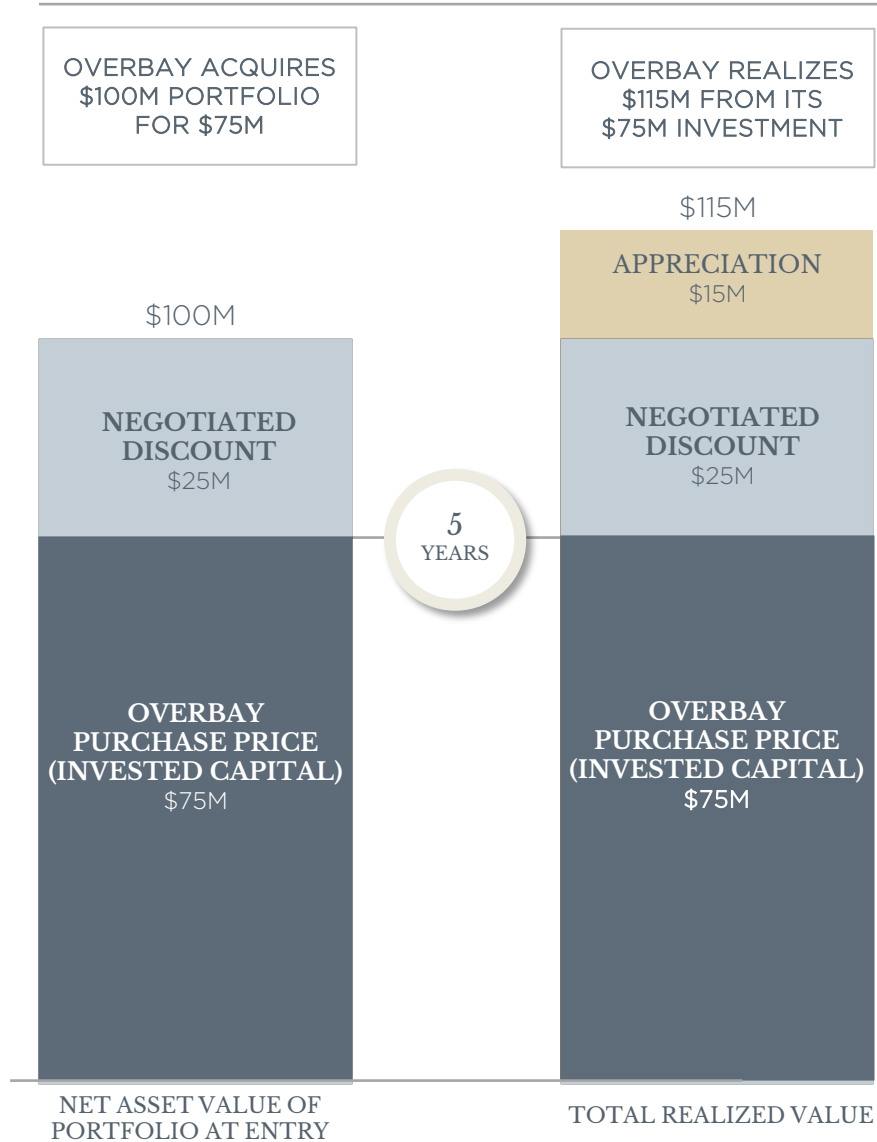 OVERBAY ACQUIRES
$100M PORTFOLIO
FOR $75M
OVERBAY REALIZES
$115M FROM ITS
$75M INVESTMENT
$115M
APPRECIATION
$15M
$100M
NEGOTIATED
DISCOUNT
$25M
NEGOTIATED
DISCOUNT
$25M
5
YEARS
OVERBAY
PURCHASE PRICE
(INVESTED CAPITAL)
$75M
OVERBAY
PURCHASE PRICE
(INVESTED CAPITAL)
$75M
NET ASSET VALUE OF
PORTFOLIO AT ENTRY
TOTAL REALIZED VALUE